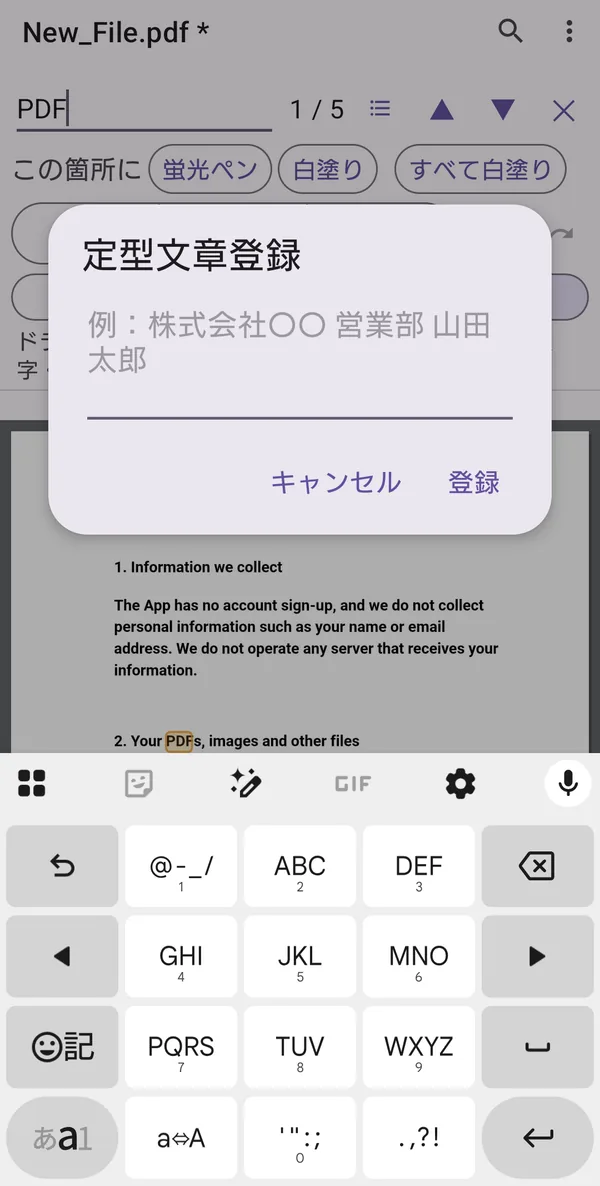 New_File.pdf *
PDF
1 / 5
この箇所に 蛍光ペン 白塗り すべて白塗り
定型文章登録
例：株式会社〇〇 営業部 山田
太郎
ド
字
キャンセル 登録
1. Information we collect
The App has no account sign-up, and we do not collect
personal information such as your name or email
address. We do not operate any server that receives your
information.
2. Your PDFs, images and other files
GIF
@-_/ 1 ABC 2 DEF 3
GHI 4 JKL 5 MNO 6
記 PQRS 7 TUV 8 WXYZ 9
あa1 a⇔A '":; 0 .,?!